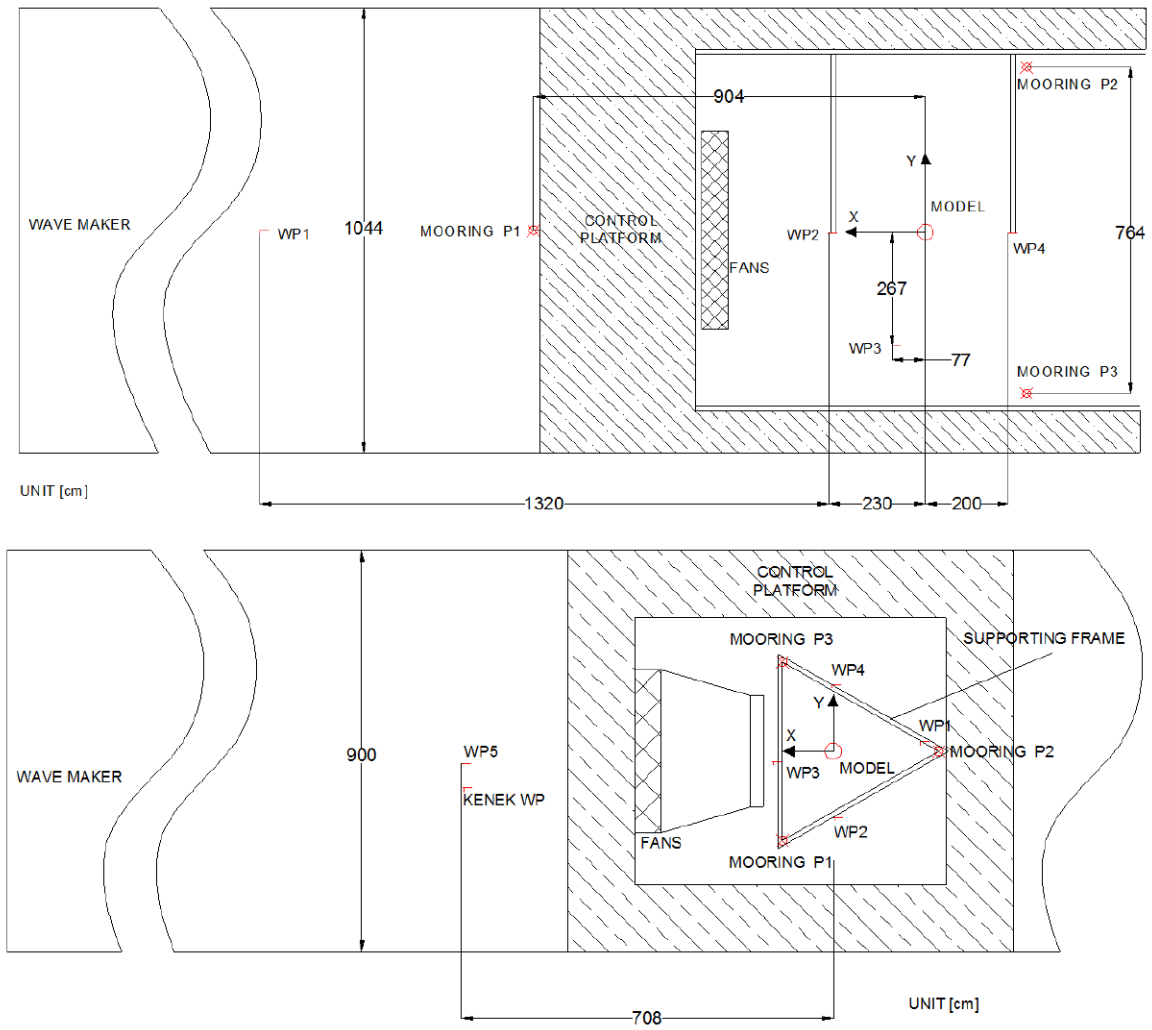 MOORING P2
904
Y
WAVE MAKER
WP1
1044
MOORING P1
CONTROL
PLATFORM
X
MODEL
WP2
WP4
764
FANS
267
WP3
77
MOORING P3
UNIT [cm]
1320
230
200
CONTROL
PLATFORM
MOORING P3
SUPPORTING FRAME
WP4
Y
WP1
X
WP5
900
MOORING P2
WAVE MAKER
WP3
MODEL
KENEK WP
WP2
FANS
MOORING P1
UNIT [cm]
708